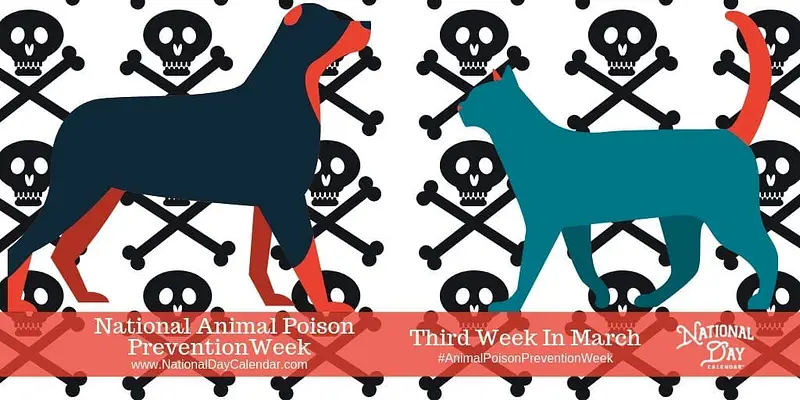 National Animal Poison
PreventionWeek
www.NationalDayCalendar.com
Third Week In March
#AnimalPoisonPreventionWeek
NATIONAL
DAY
CALENDAR